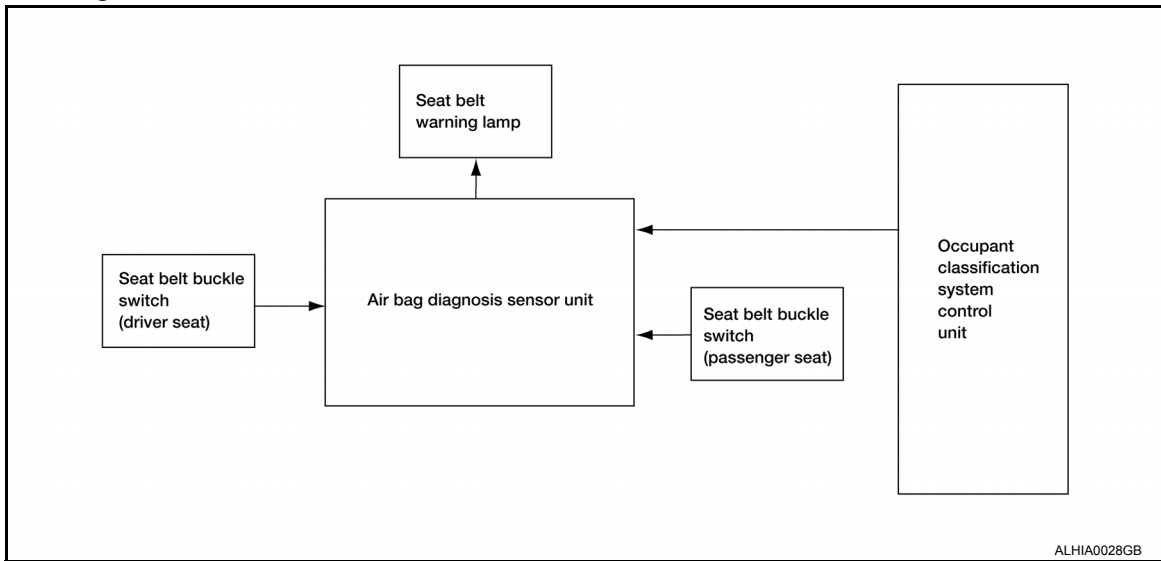 Seat belt
warning lamp
Seat belt buckle
switch
(driver seat)
Air bag diagnosis sensor unit
Seat belt buckle
switch
(passenger seat)
Occupant
classification
system
control
unit
ALHIA0028GB